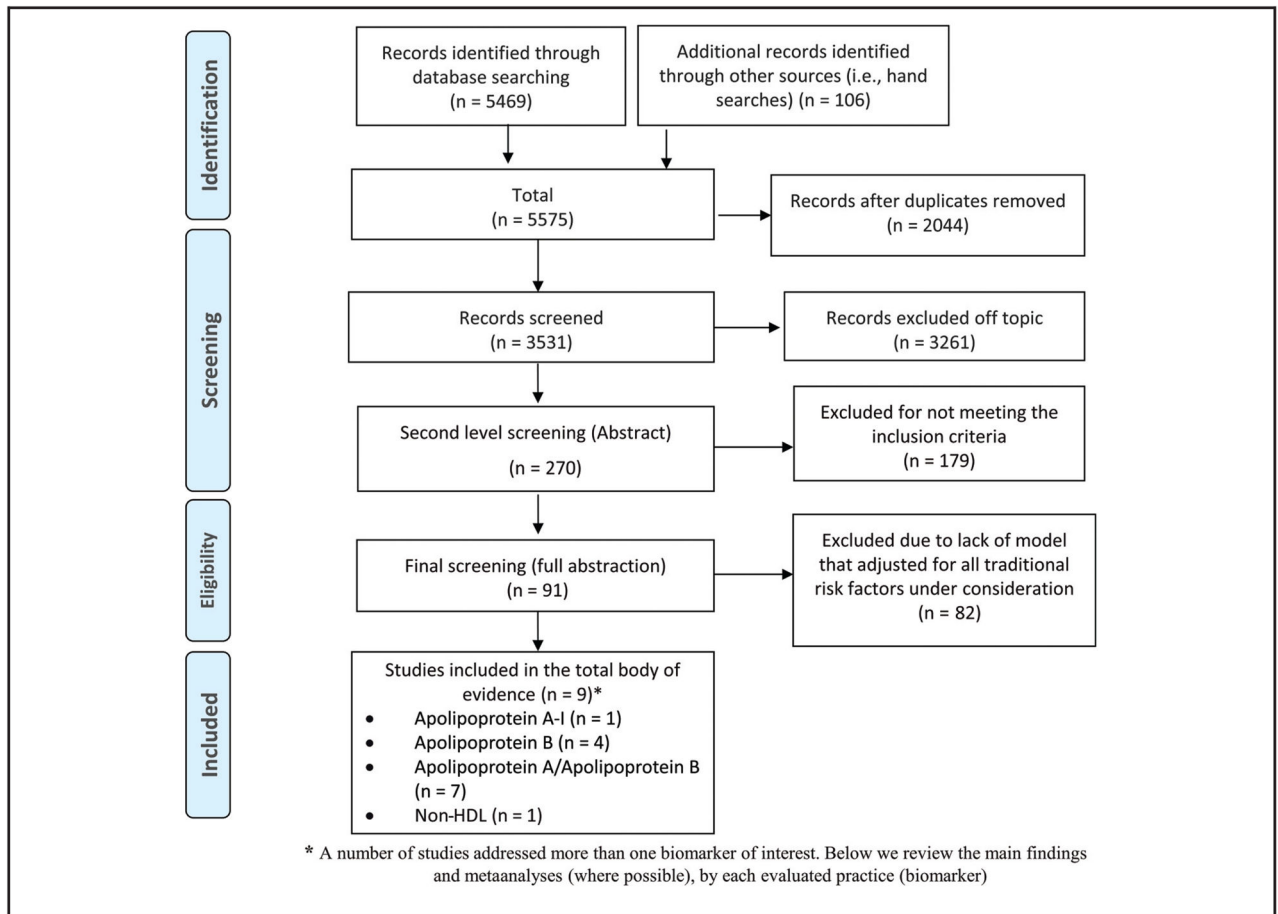 Identification
Records identified through
database searching
(n = 5469)
Additional records identified
through other sources (i.e., hand
searches) (n = 106)
Total
(n = 5575)
Records after duplicates removed
(n = 2044)
Screening
Records screened
(n = 3531)
Records excluded off topic
(n = 3261)
Second level screening (Abstract)
(n = 270)
Excluded for not meeting the
inclusion criteria
(n = 179)
Eligibility
Final screening (full abstraction)
(n = 91)
Excluded due to lack of model
that adjusted for all traditional
risk factors under consideration
(n = 82)
Included
Studies included in the total body of
evidence (n = 9)*
• Apolipoprotein A-I (n = 1)
• Apolipoprotein B (n = 4)
• Apolipoprotein A/Apolipoprotein B
(n = 7)
• Non-HDL (n = 1)
* A number of studies addressed more than one biomarker of interest. Below we review the main findings
and metaanalyses (where possible), by each evaluated practice (biomarker)